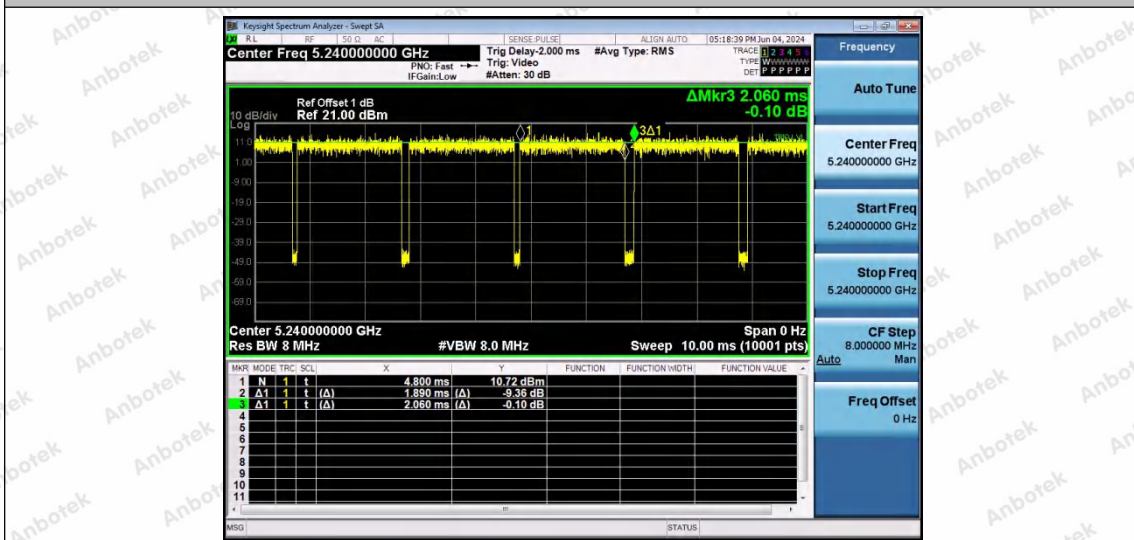 Keysight Spectrum Analyzer - Swept SA
RL RF 50 Ω AC SENSE:PULSE ALIGN AUTO 05:18:39 PM Jun 04, 2024
Center Freq 5.240000000 GHz
PNO: Fast
IFGain:Low
Trig Delay-2.000 ms
Trig: Video
#Atten: 30 dB
#Avg Type: RMS
TRACE 1 2 3 4 5 6
TYPE WWWWWW
DET P P P P P P
ΔMkr3 2.060 ms
-0.10 dB
Ref Offset 1 dB
Ref 21.00 dBm
10 dB/div
Log
11.0
1.00
-9.00
-19.0
-29.0
-39.0
-49.0
-59.0
-69.0
1
3Δ1
Center 5.240000000 GHz
Span 0 Hz
Res BW 8 MHz
#VBW 8.0 MHz
Sweep 10.00 ms (10001 pts)
MKR MODE TRC SCL X Y FUNCTION FUNCTION WIDTH FUNCTION VALUE
1 N 1 t 4.800 ms 10.72 dBm
2 Δ1 1 t (Δ) 1.890 ms (Δ) -9.36 dB
3 Δ1 1 t (Δ) 2.060 ms (Δ) -0.10 dB
4
5
6
7
8
9
10
11
MSG STATUS
Frequency
Auto Tune
Center Freq
5.240000000 GHz
Start Freq
5.240000000 GHz
Stop Freq
5.240000000 GHz
CF Step
8.000000 MHz
Auto Man
Freq Offset
0 Hz
Anbotek